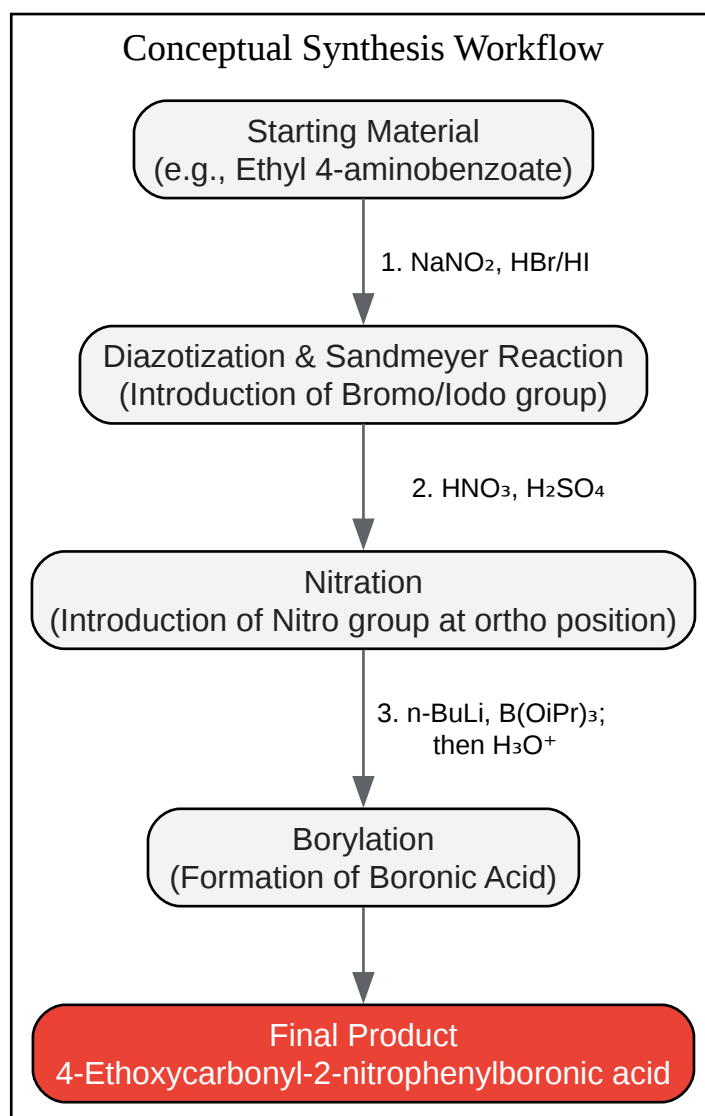 Conceptual Synthesis Workflow
Starting Material
(e.g., Ethyl 4-aminobenzoate)
1. NaNO₂, HBr/HI
Diazotization & Sandmeyer Reaction
(Introduction of Bromo/Iodo group)
2. HNO₃, H₂SO₄
Nitration
(Introduction of Nitro group at ortho position)
3. n-BuLi, B(OiPr)₃;
then H₃O⁺
Borylation
(Formation of Boronic Acid)
Final Product
4-Ethoxycarbonyl-2-nitrophenylboronic acid